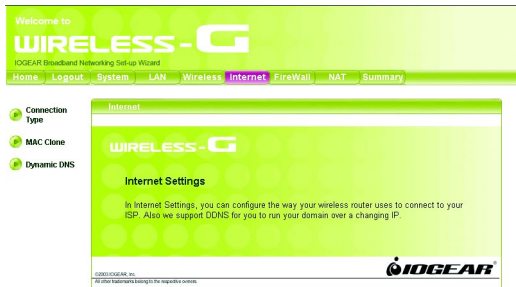 Welcome to
WIRELESS-G
IOGEAR Broadband Networking Set-up Wizard
Home Logout System LAN Wireless Internet FireWall NAT Summary
Connection Type
MAC Clone
Dynamic DNS
Internet
WIRELESS-G
Internet Settings
In Internet Settings, you can configure the way your wireless router uses to connect to your
ISP. Also we support DDNS for you to run your domain over a changing IP.
IOGEAR®
©2003 IOGEAR, Inc.
All other trademarks belong to the respective owners.